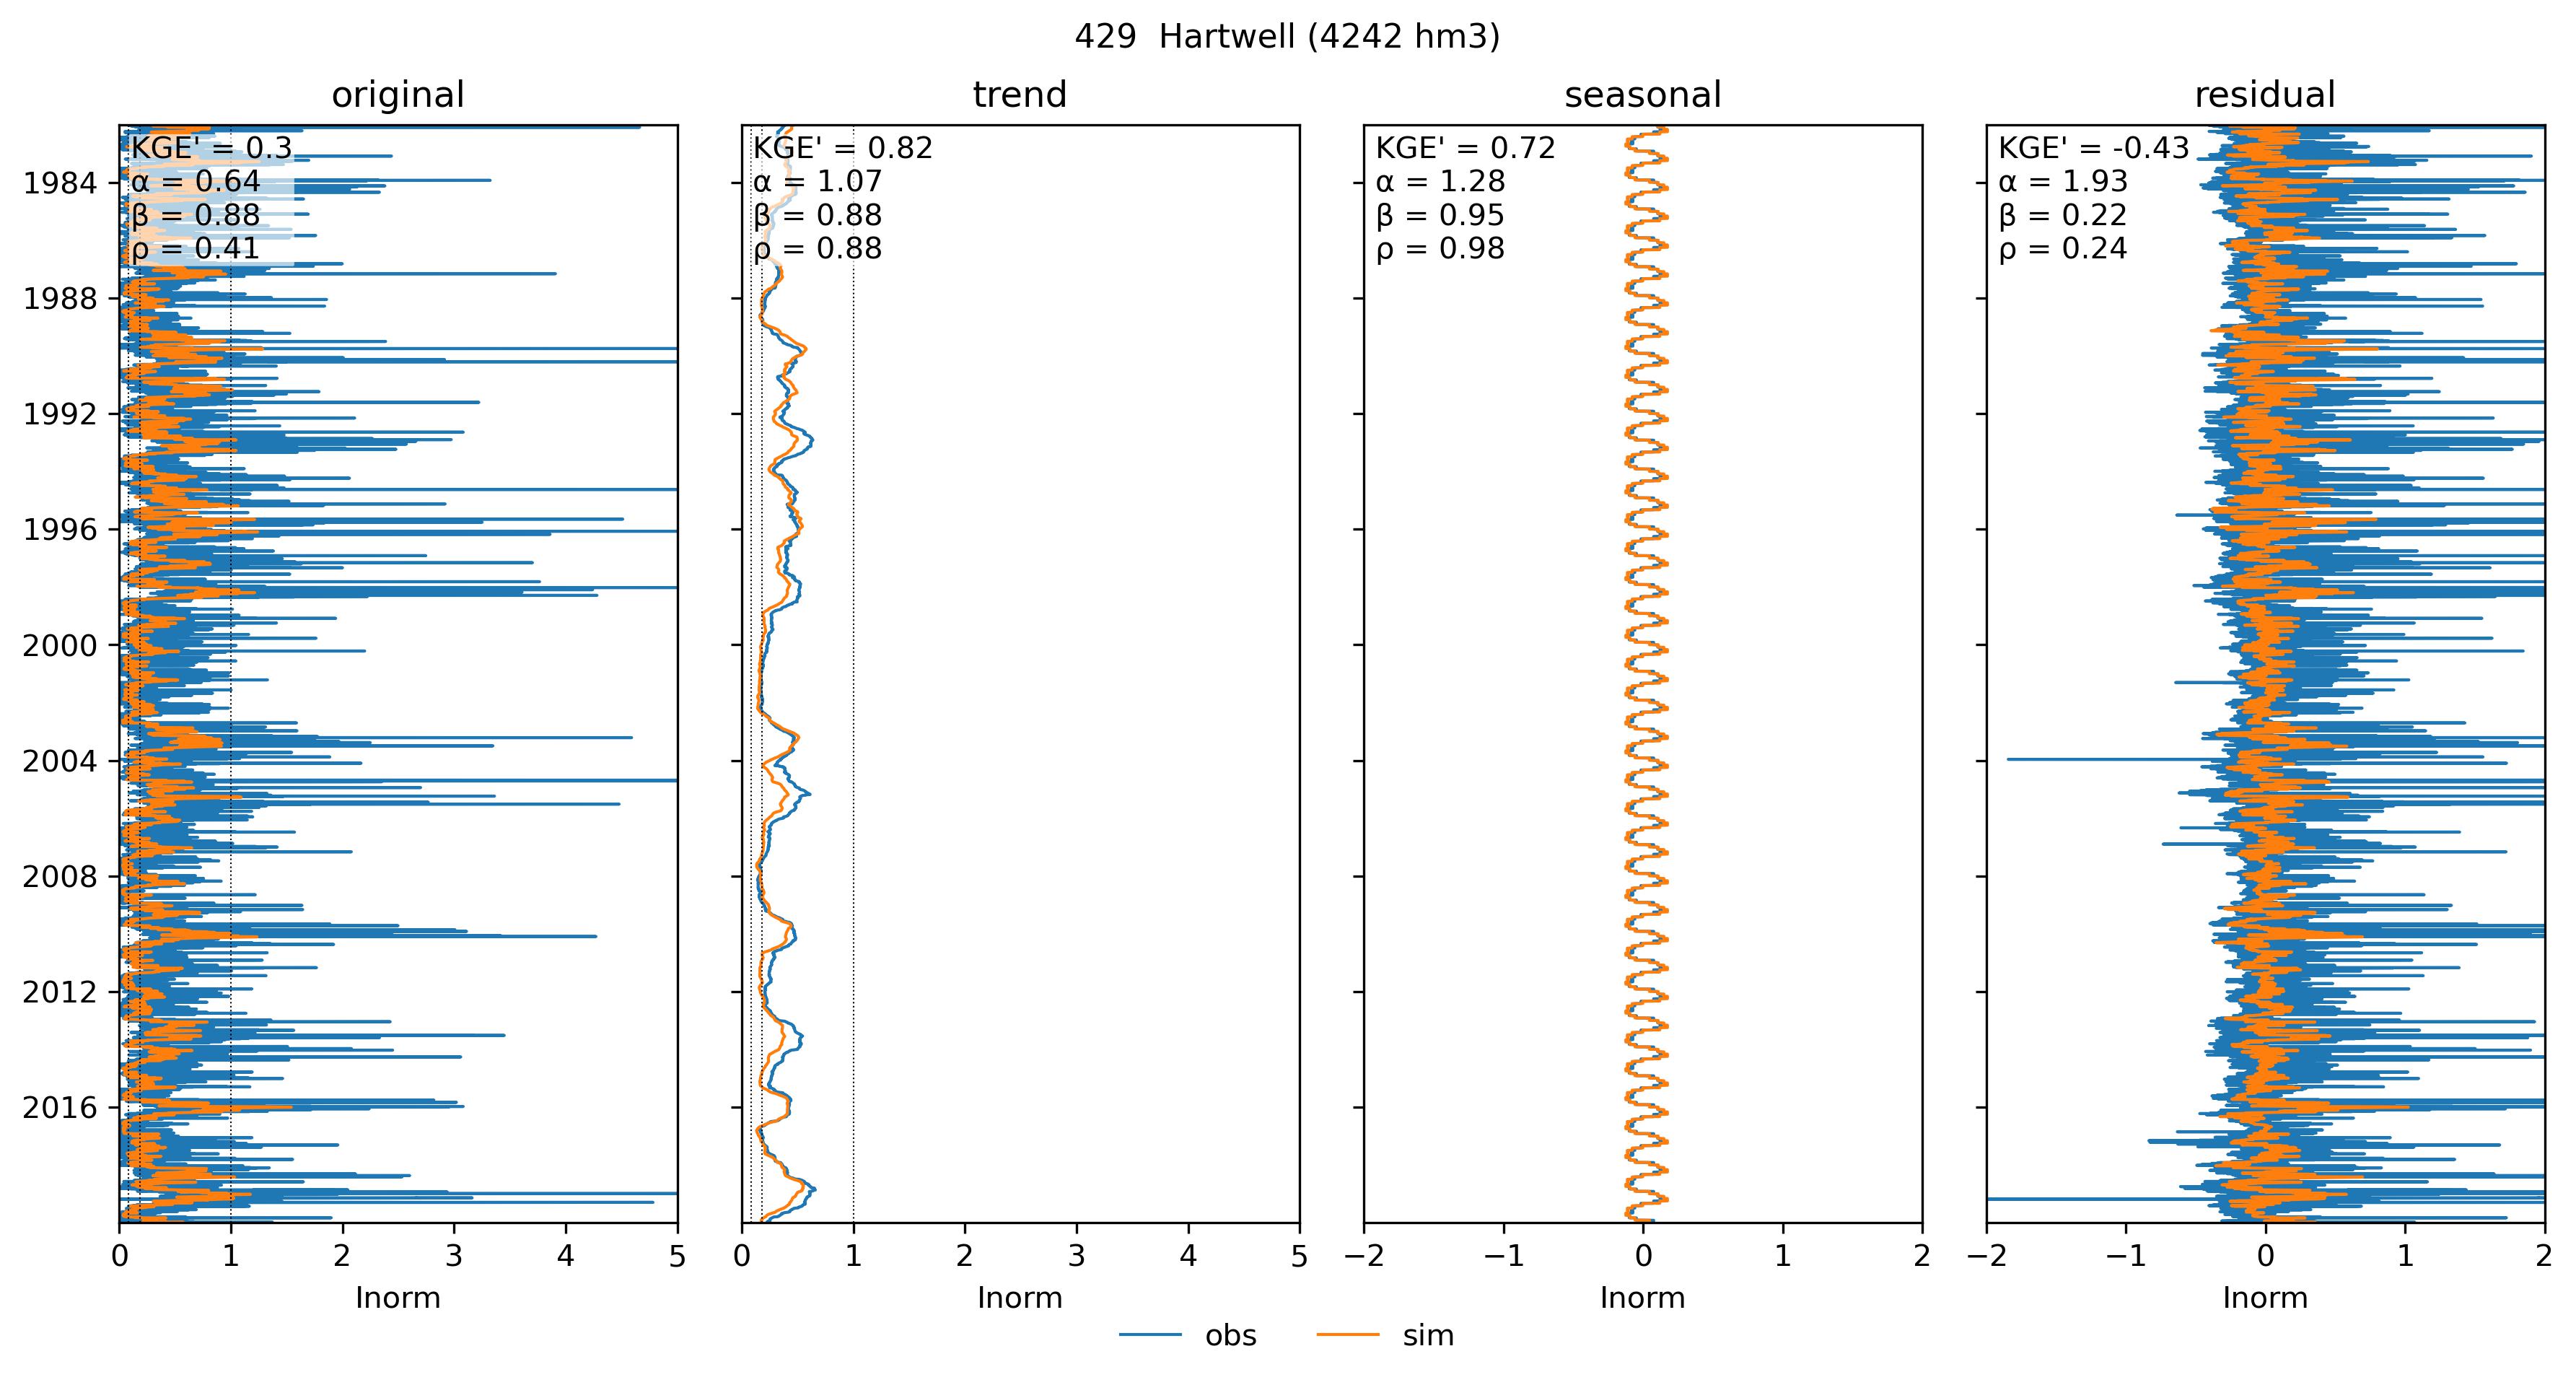 429  Hartwell (4242 hm3)
original
trend
seasonal
residual
KGE' = 0.3
α = 0.64
β = 0.88
ρ = 0.41
KGE' = 0.82
α = 1.07
β = 0.88
ρ = 0.88
KGE' = 0.72
α = 1.28
β = 0.95
ρ = 0.98
KGE' = -0.43
α = 1.93
β = 0.22
ρ = 0.24
1984
1988
1992
1996
2000
2004
2008
2012
2016
0 1 2 3 4 5
0 1 2 3 4 5
−2 −1 0 1 2
−2 −1 0 1 2
Inorm
Inorm
Inorm
Inorm
obs
sim